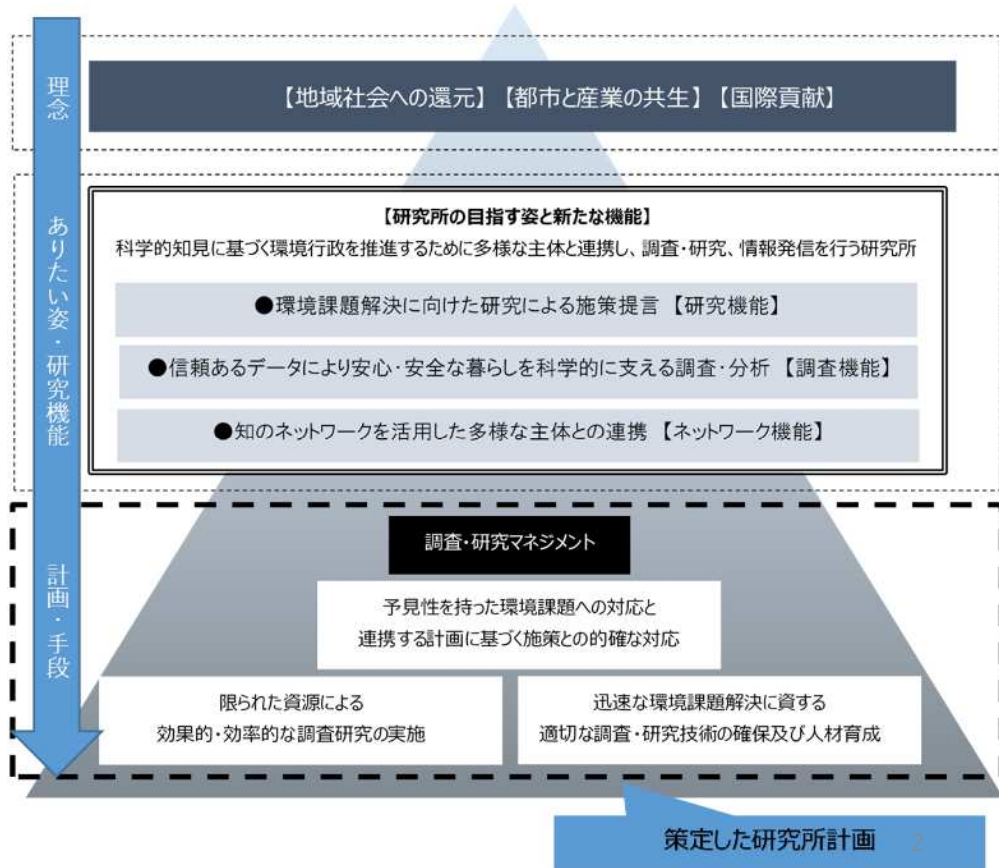 理念
【地域社会への還元】【都市と産業の共生】【国際貢献】
ありたい姿・研究機能
【研究所の目指す姿と新たな機能】
科学的知見に基づく環境行政を推進するために多様な主体と連携し、調査・研究、情報発信を行う研究所
●環境課題解決に向けた研究による施策提言 【研究機能】
●信頼あるデータにより安心・安全な暮らしを科学的に支える調査・分析 【調査機能】
●知のネットワークを活用した多様な主体との連携 【ネットワーク機能】
計画・手段
調査・研究マネジメント
予見性を持った環境課題への対応と
連携する計画に基づく施策との的確な対応
限られた資源による
効果的・効率的な調査研究の実施
迅速な環境課題解決に資する
適切な調査・研究技術の確保及び人材育成
策定した研究所計画
2